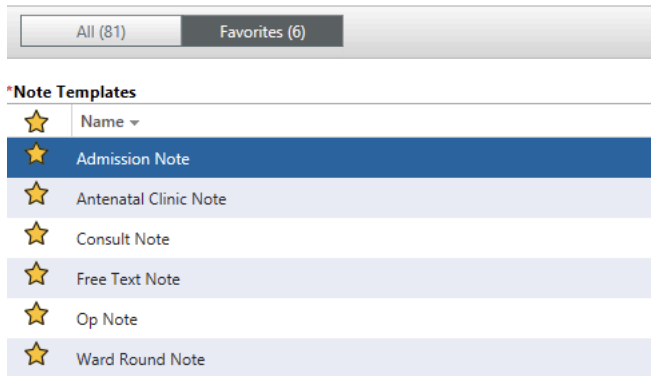 All (81) Favorites (6)
*Note Templates
Name
Admission Note
Antenatal Clinic Note
Consult Note
Free Text Note
Op Note
Ward Round Note